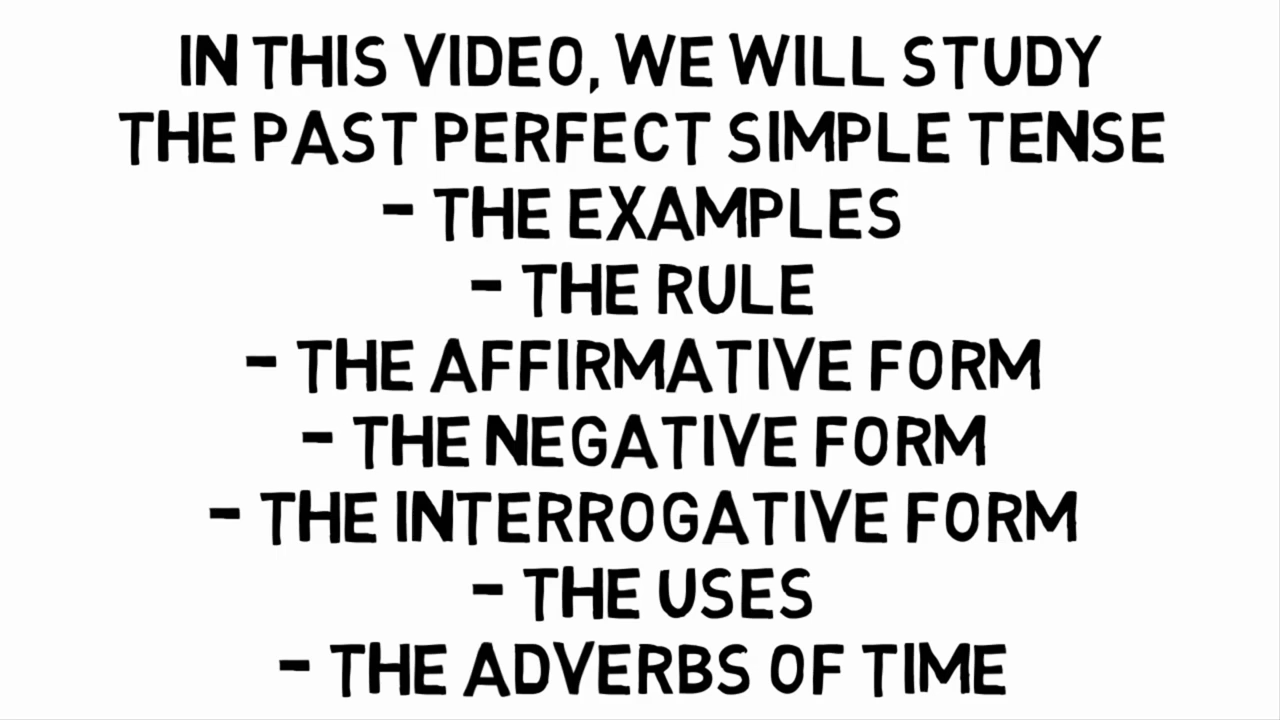 IN THIS VIDEO, WE WILL STUDY
THE PAST PERFECT SIMPLE TENSE
- THE EXAMPLES
- THE RULE
- THE AFFIRMATIVE FORM
- THE NEGATIVE FORM
- THE INTERROGATIVE FORM
- THE USES
- THE ADVERBS OF TIME